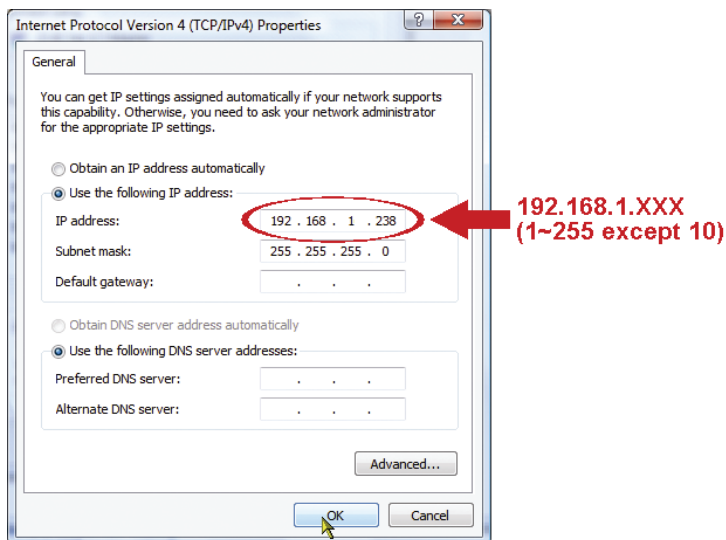 Internet Protocol Version 4 (TCP/IPv4) Properties
General
You can get IP settings assigned automatically if your network supports
this capability. Otherwise, you need to ask your network administrator
for the appropriate IP settings.
Obtain an IP address automatically
Use the following IP address:
IP address: 192 . 168 . 1 . 238
Subnet mask: 255 . 255 . 255 . 0
Default gateway: . . .
192.168.1.XXX
(1~255 except 10)
Obtain DNS server address automatically
Use the following DNS server addresses:
Preferred DNS server: . . .
Alternate DNS server: . . .
Advanced...
OK Cancel